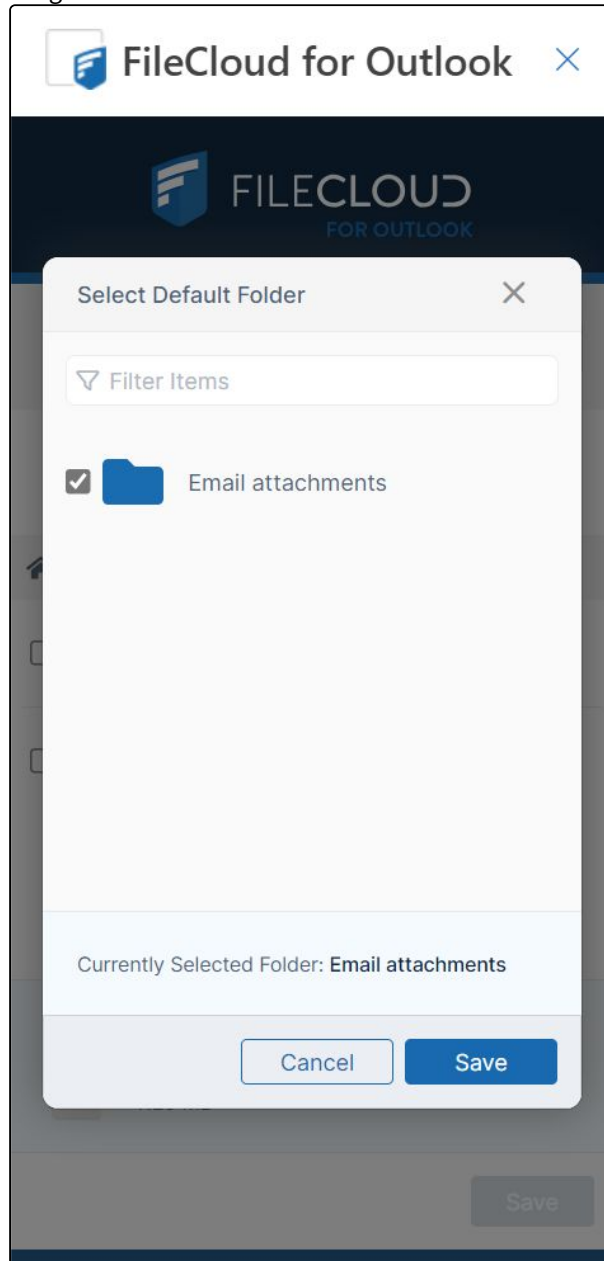 FileCloud for Outlook
FILECLOUD
FOR OUTLOOK
Select Default Folder
Filter Items
Email attachments
Currently Selected Folder: Email attachments
Cancel
Save
Save